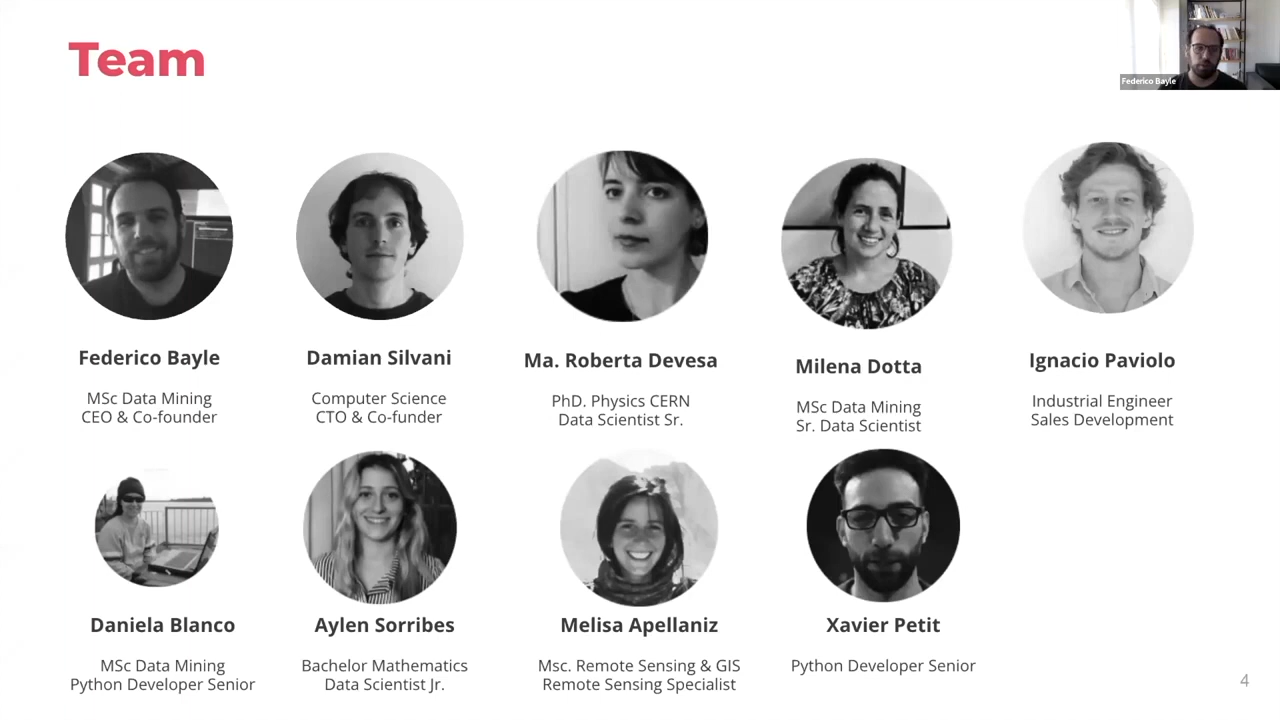 Team
Federico Bayle
Federico Bayle
MSc Data Mining
CEO & Co-founder
Damian Silvani
Computer Science
CTO & Co-funder
Ma. Roberta Devesa
PhD. Physics CERN
Data Scientist Sr.
Milena Dotta
MSc Data Mining
Sr. Data Scientist
Ignacio Paviolo
Industrial Engineer
Sales Development
Daniela Blanco
MSc Data Mining
Python Developer Senior
Aylen Sorribes
Bachelor Mathematics
Data Scientist Jr.
Melisa Apellaniz
Msc. Remote Sensing & GIS
Remote Sensing Specialist
Xavier Petit
Python Developer Senior
4